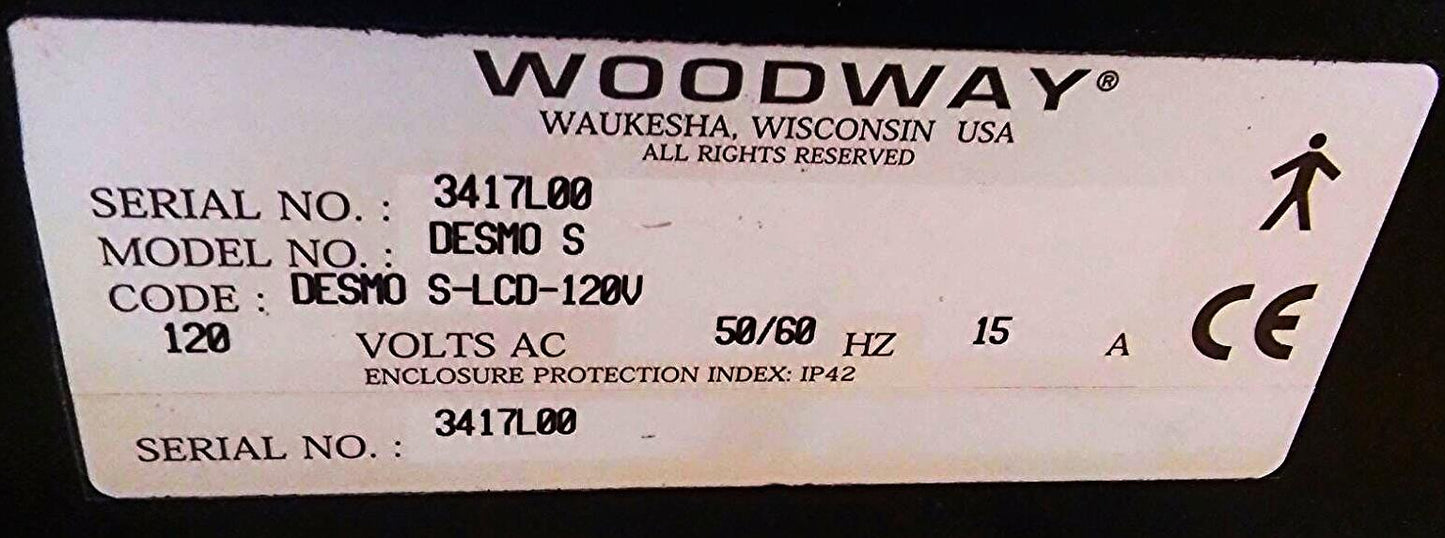 WOODWAY®
WAUKESHA, WISCONSIN USA
ALL RIGHTS RESERVED
SERIAL NO. : 3417L00
MODEL NO. : DESMO S
CODE : DESMO S-LCD-120V
120 VOLTS AC 50/60 HZ 15 A
CE
ENCLOSURE PROTECTION INDEX: IP42
SERIAL NO. : 3417L00